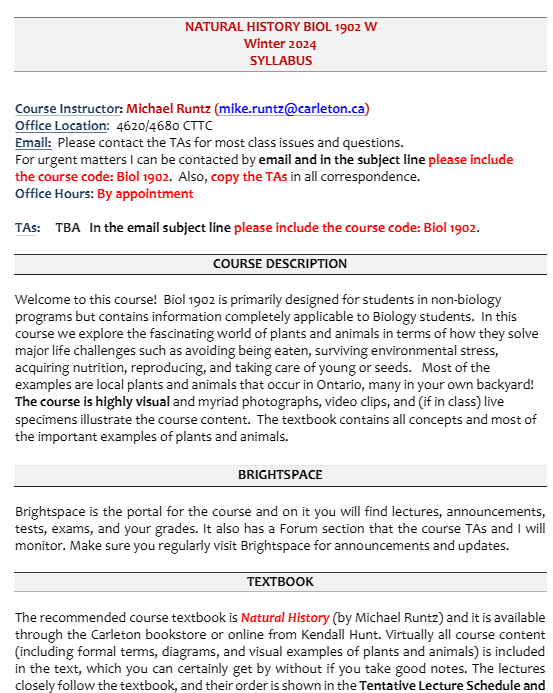 NATURAL HISTORY BIOL 1902 W
Winter 2024
SYLLABUS
Course Instructor: Michael Runtz (mike.runtz@carleton.ca)
Office Location: 4620/4680 CTTC
Email: Please contact the TAs for most class issues and questions.
For urgent matters I can be contacted by email and in the subject line please include
the course code: Biol 1902. Also, copy the TAs in all correspondence.
Office Hours: By appointment
TAs: TBA In the email subject line please include the course code: Biol 1902.
COURSE DESCRIPTION
Welcome to this course! Biol 1902 is primarily designed for students in non-biology
programs but contains information completely applicable to Biology students. In this
course we explore the fascinating world of plants and animals in terms of how they solve
major life challenges such as avoiding being eaten, surviving environmental stress,
acquiring nutrition, reproducing, and taking care of young or seeds. Most of the
examples are local plants and animals that occur in Ontario, many in your own backyard!
The course is highly visual and myriad photographs, video clips, and (if in class) live
specimens illustrate the course content. The textbook contains all concepts and most of
the important examples of plants and animals.
BRIGHTSPACE
Brightspace is the portal for the course and on it you will find lectures, announcements,
tests, exams, and your grades. It also has a Forum section that the course TAs and I will
monitor. Make sure you regularly visit Brightspace for announcements and updates.
TEXTBOOK
The recommended course textbook is Natural History (by Michael Runtz) and it is available
through the Carleton bookstore or online from Kendall Hunt. Virtually all course content
(including formal terms, diagrams, and visual examples of plants and animals) is included
in the text, which you can certainly get by without if you take good notes. The lectures
closely follow the textbook, and their order is shown in the Tentative Lecture Schedule and